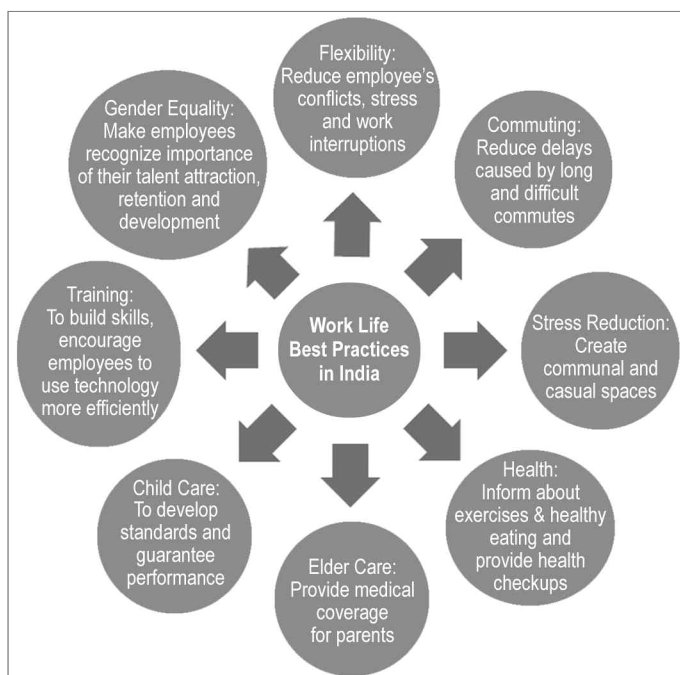 Flexibility:
Reduce employee's
conflicts, stress
and work
interruptions
Commuting:
Reduce delays
caused by long
and difficult
commutes
Stress Reduction:
Create
communal and
casual spaces
Health:
Inform about
exercises & healthy
eating and
provide health
checkups
Elder Care:
Provide medical
coverage
for parents
Child Care:
To develop
standards and
guarantee
performance
Training:
To build skills,
encourage
employees to
use technology
more efficiently
Gender Equality:
Make employees
recognize importance
of their talent attraction,
retention and
development
Work Life
Best Practices
in India